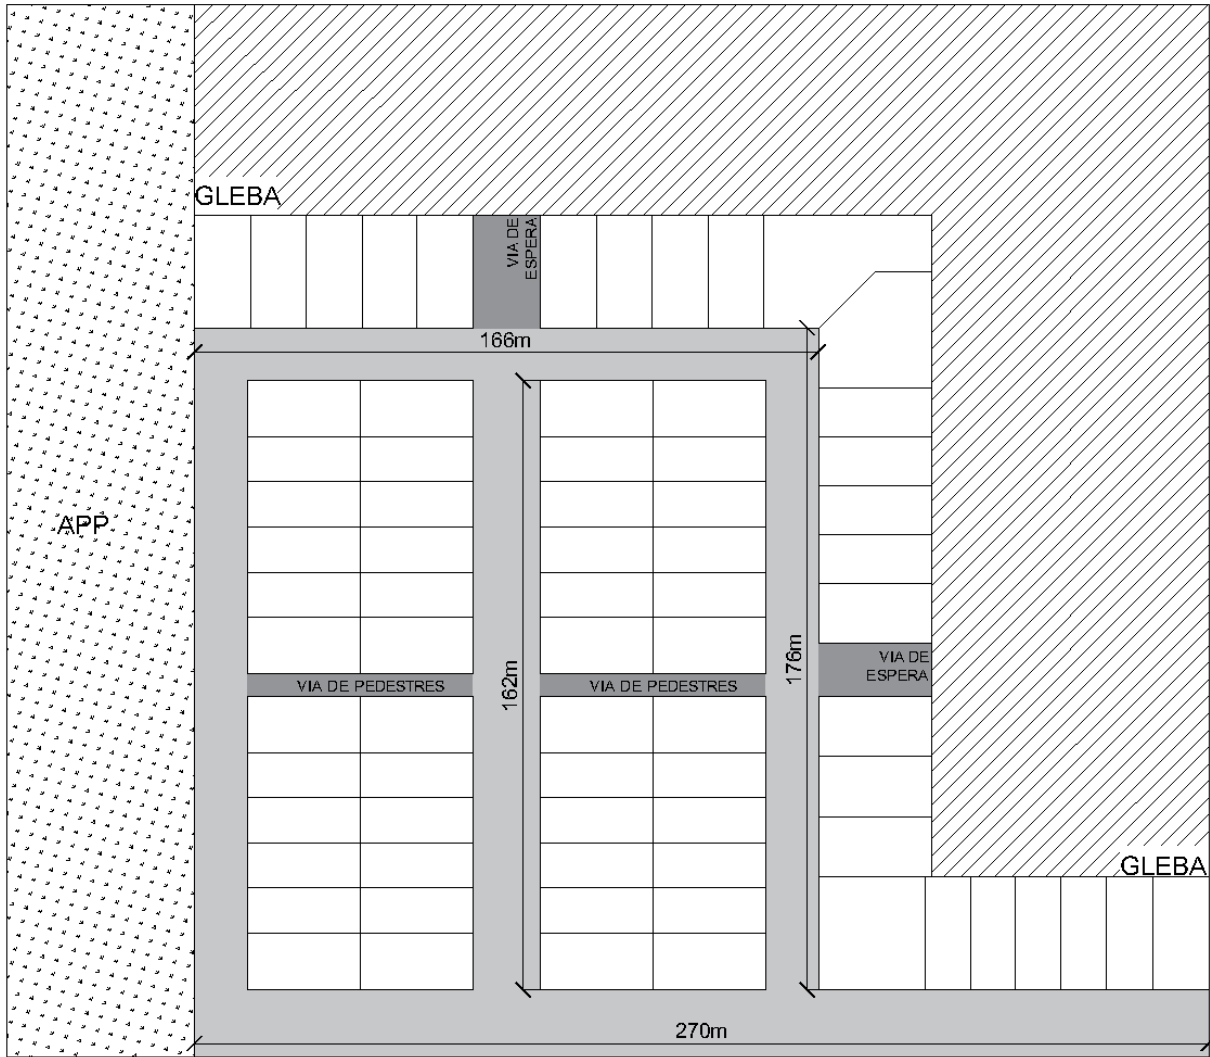 GLEBA
VIA DE
ESPERA
166m
APP
162m
176m
VIA DE PEDESTRES
VIA DE PEDESTRES
VIA DE
ESPERA
GLEBA
270m